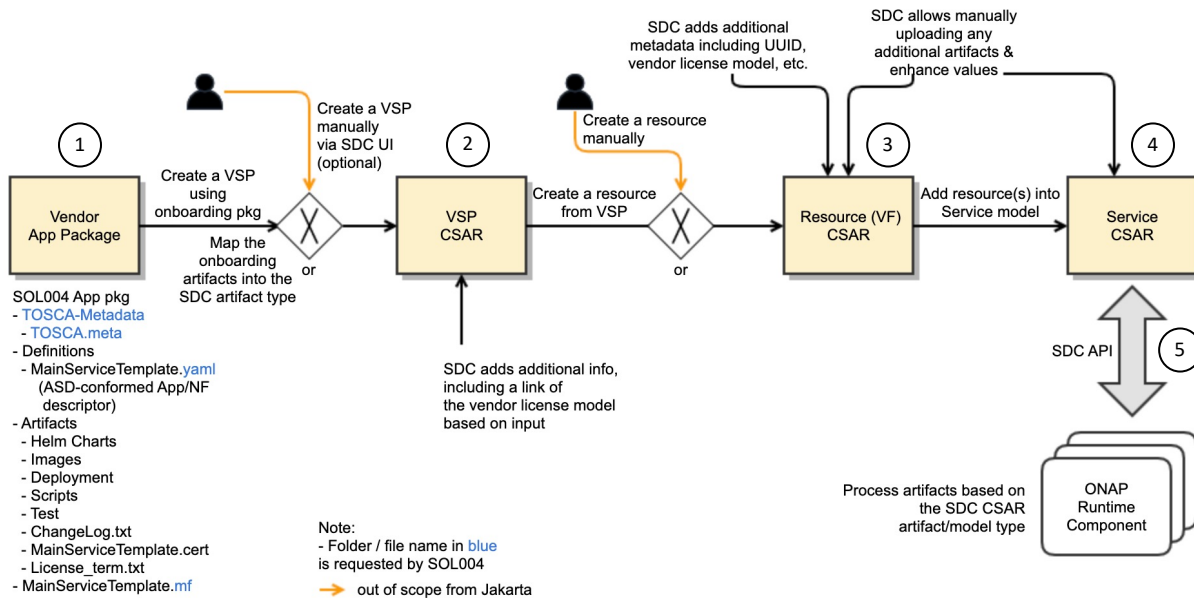 SDC adds additional
metadata including UUID,
vendor license model, etc.
SDC allows manually
uploading any
additional artifacts &
enhance values
Create a VSP
manually
via SDC UI
(optional)
Create a resource
manually
1
2
3
4
Vendor
App Package
Create a VSP
using
onboarding pkg
Map the
onboarding
artifacts into the
SDC artifact type
X
or
VSP
CSAR
Create a resource
from VSP
X
or
Resource (VF)
CSAR
Add resource(s) into
Service model
Service
CSAR
SOL004 App pkg
- TOSCA-Metadata
- TOSCA.meta
- Definitions
- MainServiceTemplate.yaml
(ASD-conformed App/NF
descriptor)
- Artifacts
- Helm Charts
- Images
- Deployment
- Scripts
- Test
- ChangeLog.txt
- MainServiceTemplate.cert
- License_term.txt
- MainServiceTemplate.mf
SDC adds additional info,
including a link of
the vendor license model
based on input
SDC API
5
Process artifacts based on
the SDC CSAR
artifact/model type
ONAP
Runtime
Component
Note:
- Folder / file name in blue
is requested by SOL004
out of scope from Jakarta